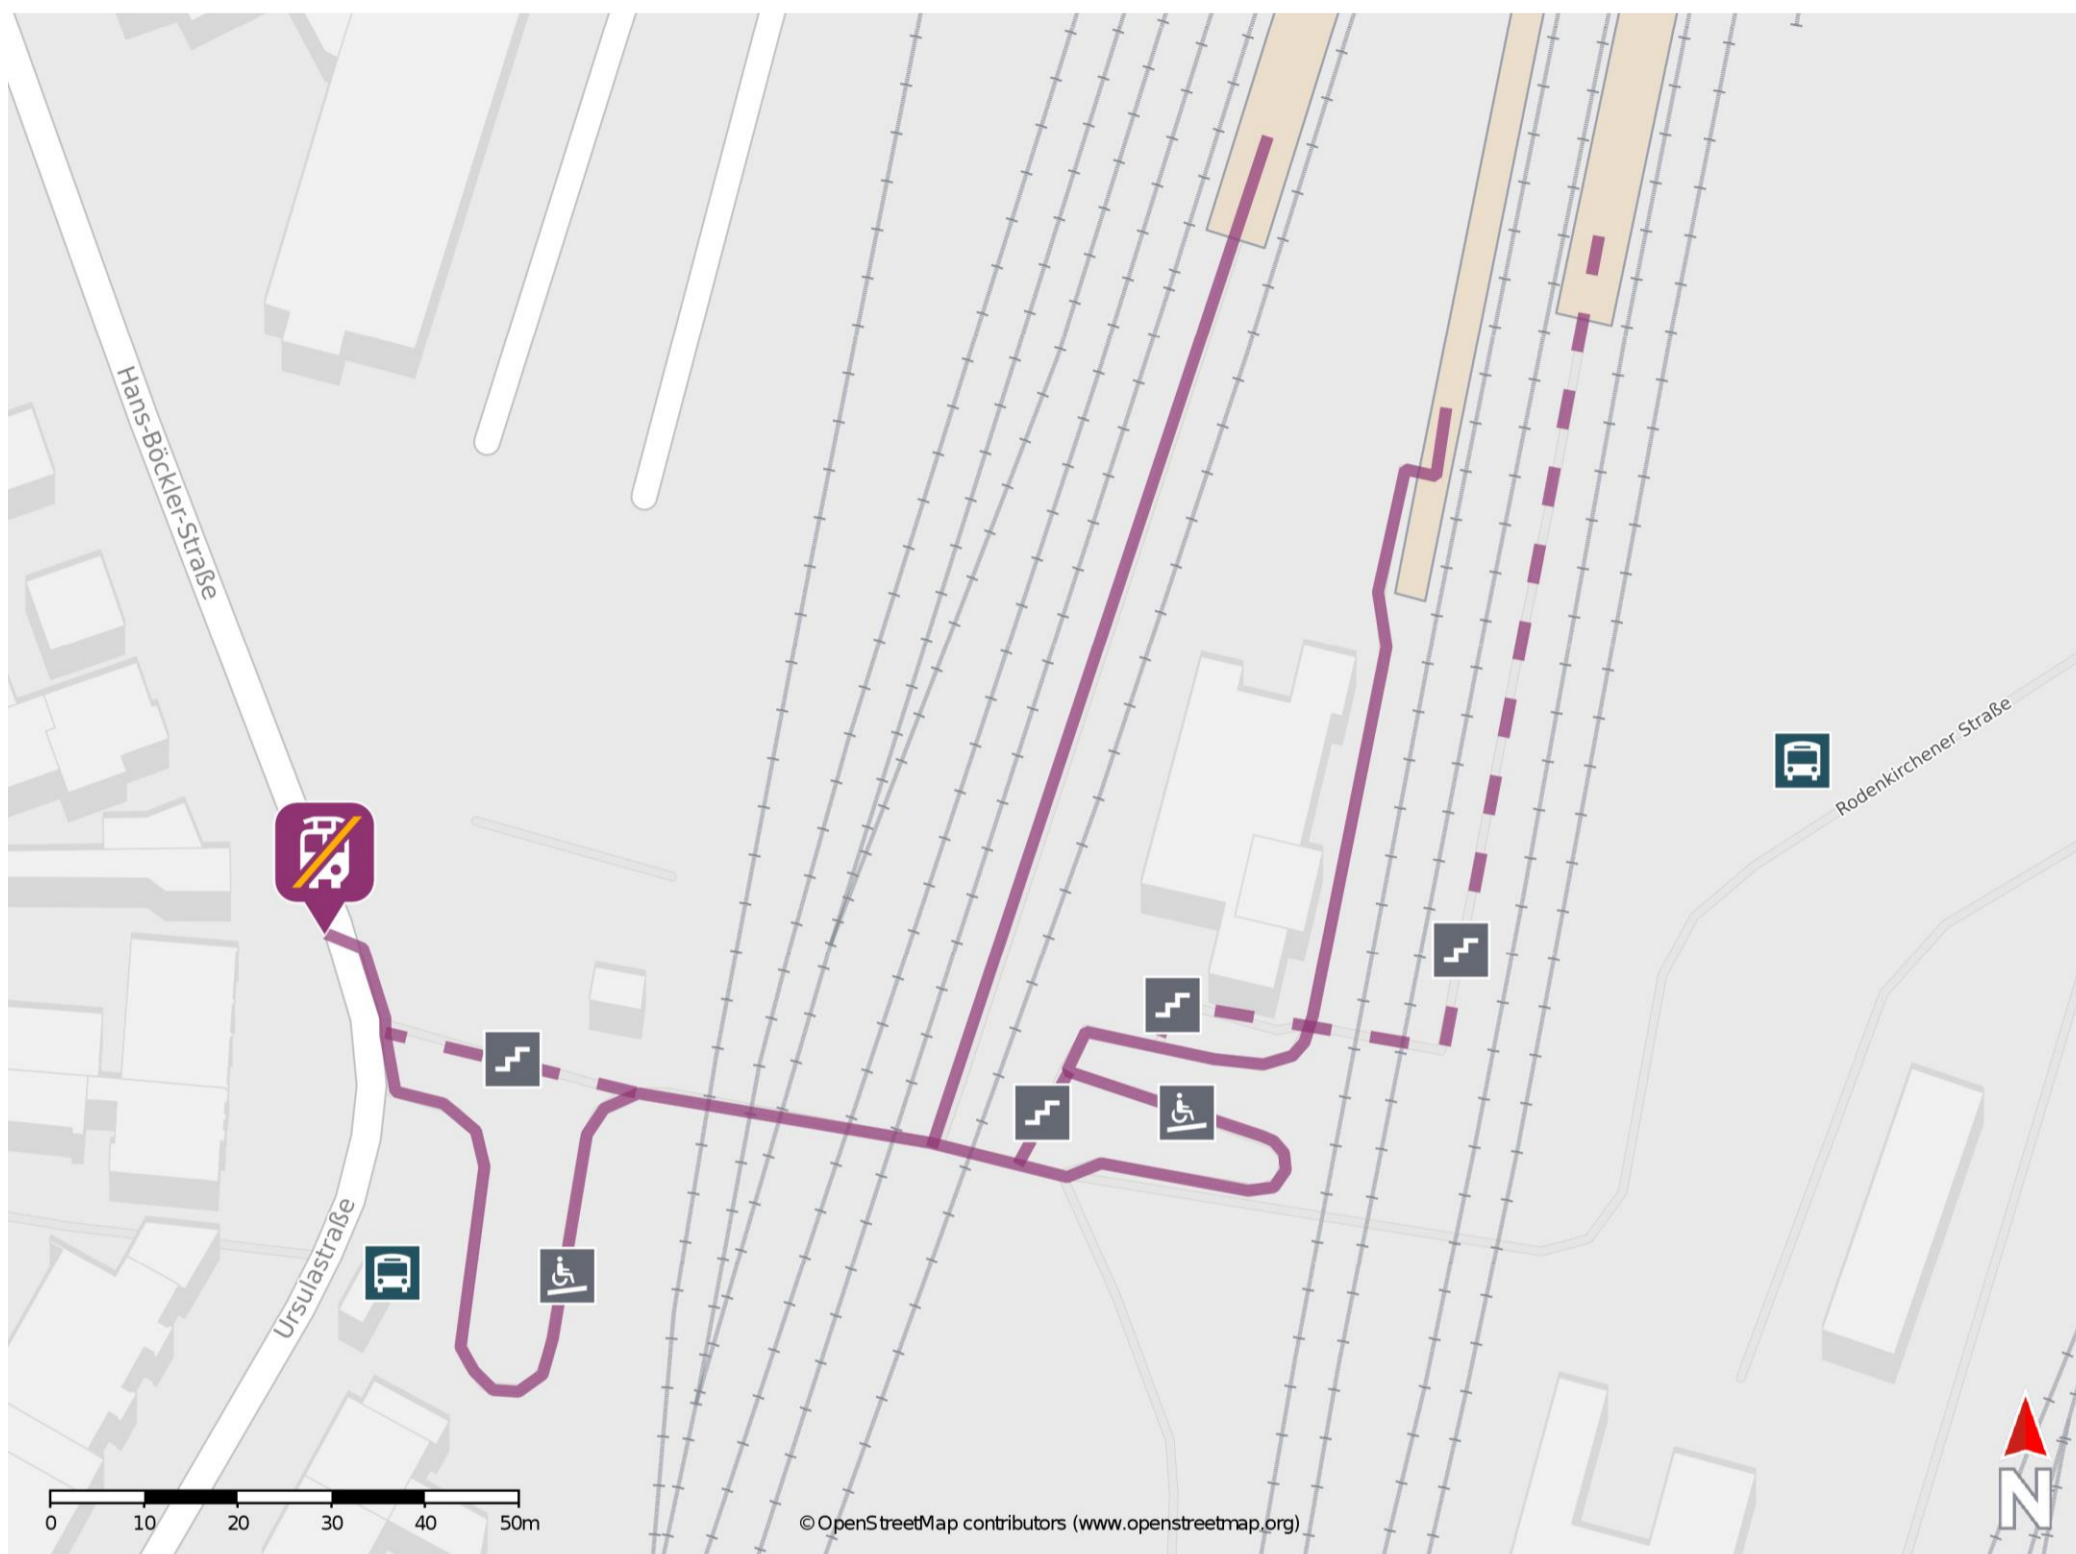 Hans-Böckler-Straße
Rodenkirchener Straße
Ursulastraße
0 10 20 30 40 50m
© OpenStreetMap contributors (www.openstreetmap.org)
N